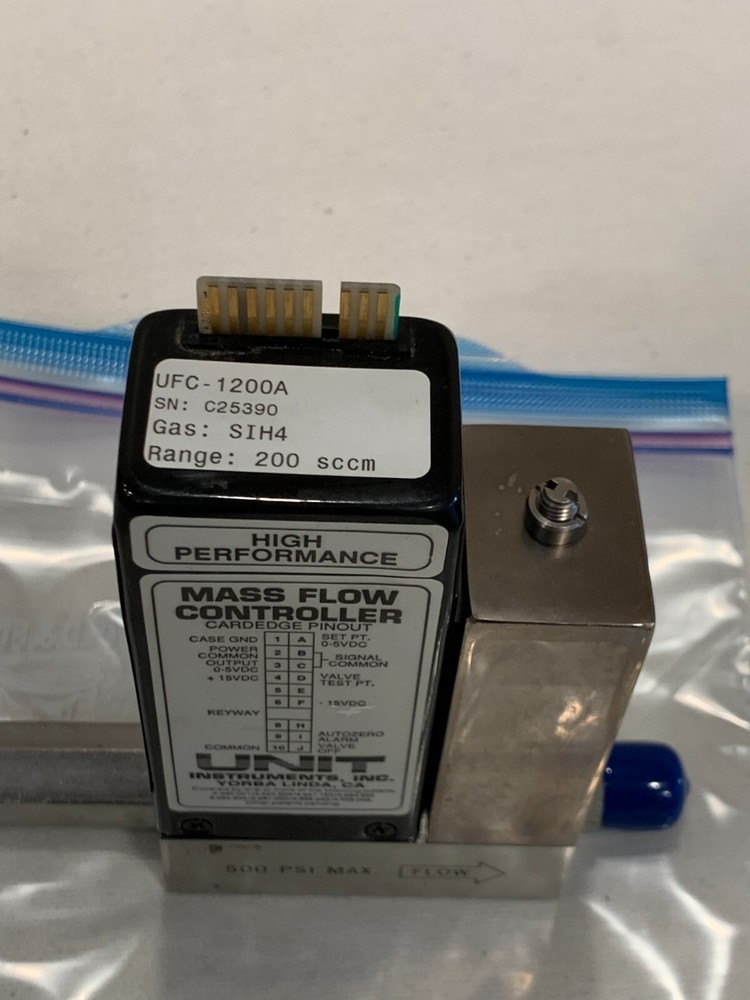 UFC-1200A
SN: C25390
Gas: SIH4
Range: 200 sccm
HIGH
PERFORMANCE
MASS FLOW
CONTROLLER
CARDEDGE PINOUT
CASE GND 1 A SET PT. 0-5VDC
POWER COMMON 2 B SIGNAL COMMON
OUTPUT 0-5VDC 3 C
+ 15VDC 4 D VALVE TEST PT.
5 E
6 F - 15VDC
KEYWAY
8 H
9 I AUTOZERO ALARM
COMMON 10 J VALVE OFF
UNIT
INSTRUMENTS, INC.
YORBA LINDA, CA
Other patents pending
500 PSI MAX. FLOW